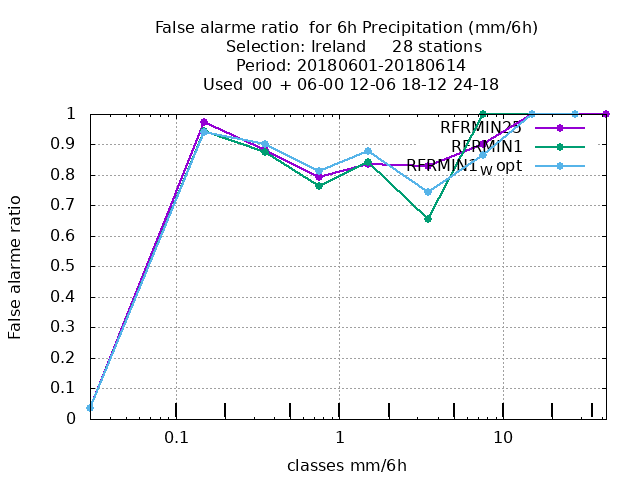 False alarme ratio  for 6h Precipitation (mm/6h)
Selection: Ireland     28 stations
Period: 20180601-20180614
Used  00  + 06-00 12-06 18-12 24-18
1
0.9
0.8
0.7
0.6
0.5
0.4
0.3
0.2
0.1
0
False alarme ratio
RFRMIN25
RFRMIN1
RFRMIN1w opt
0.1
1
10
classes mm/6h